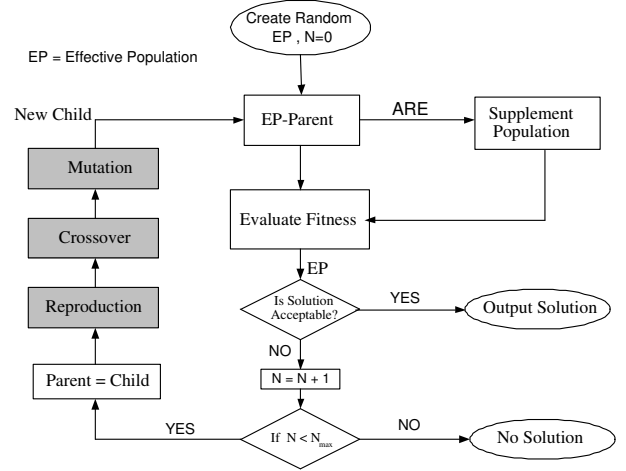 Create Random
EP , N=0
EP = Effective Population
New Child
EP-Parent
ARE
Supplement
Population
Mutation
Crossover
Reproduction
Evaluate Fitness
EP
Is Solution
Acceptable?
YES
Output Solution
NO
N = N + 1
Parent = Child
YES
If N < Nmax
NO
No Solution